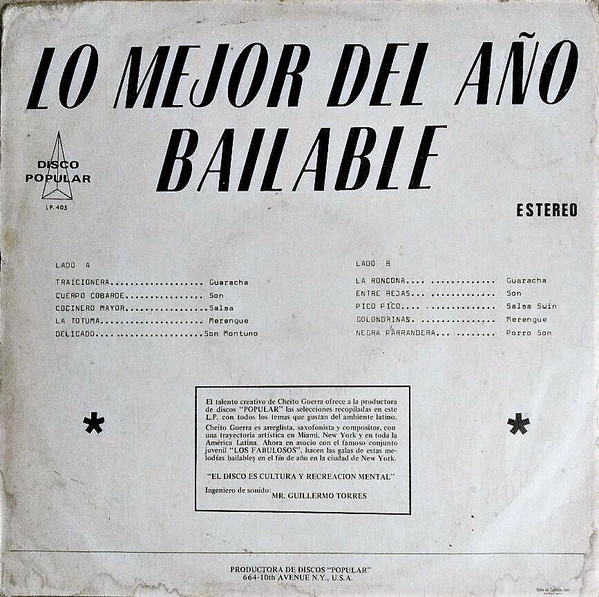 LO MEJOR DEL AÑO
BAILABLE
DISCO
POPULAR
LP. 405
ESTEREO
LADO A
TRAICIONERA.................... Guaracha
CUERPO COBARDE.................. Son
COCINERO MAYOR..................Salsa
LA TOTUMA....................... Merengue
DELICADO........................Son Montuno
LADO B
LA RONCONA.... ............. Guaracha
ENTRE REJAS.. .............. Son
PICO PICO.... .............. Salsa Suin
GOLONDRINAS. ............... Merengue
NEGRA PARRANDERA.. ............ Porro Son
*
*
El talento creativo de Cheito Guerra ofrece a la productora
de discos "POPULAR" las selecciones recopiladas en este
L.P. con todos los temas que gustan del ambiente latino.
Cheito Guerra es arreglista, saxofonista y compositor, con
una trayectoria artística en Miami, New York y en toda la
América Latina. Ahora en asocio con el famoso conjunto
juvenil "LOS FABULOSOS", hacen las galas de estas me-
lodías bailables en el fín de año en la ciudad de New York.
"EL DISCO ES CULTURA Y RECREACION MENTAL"
Ingeniero de sonido: MR. GUILLERMO TORRES
PRODUCTORA DE DISCOS "POPULAR"
664-10th AVENUE N.Y., U.S.A.